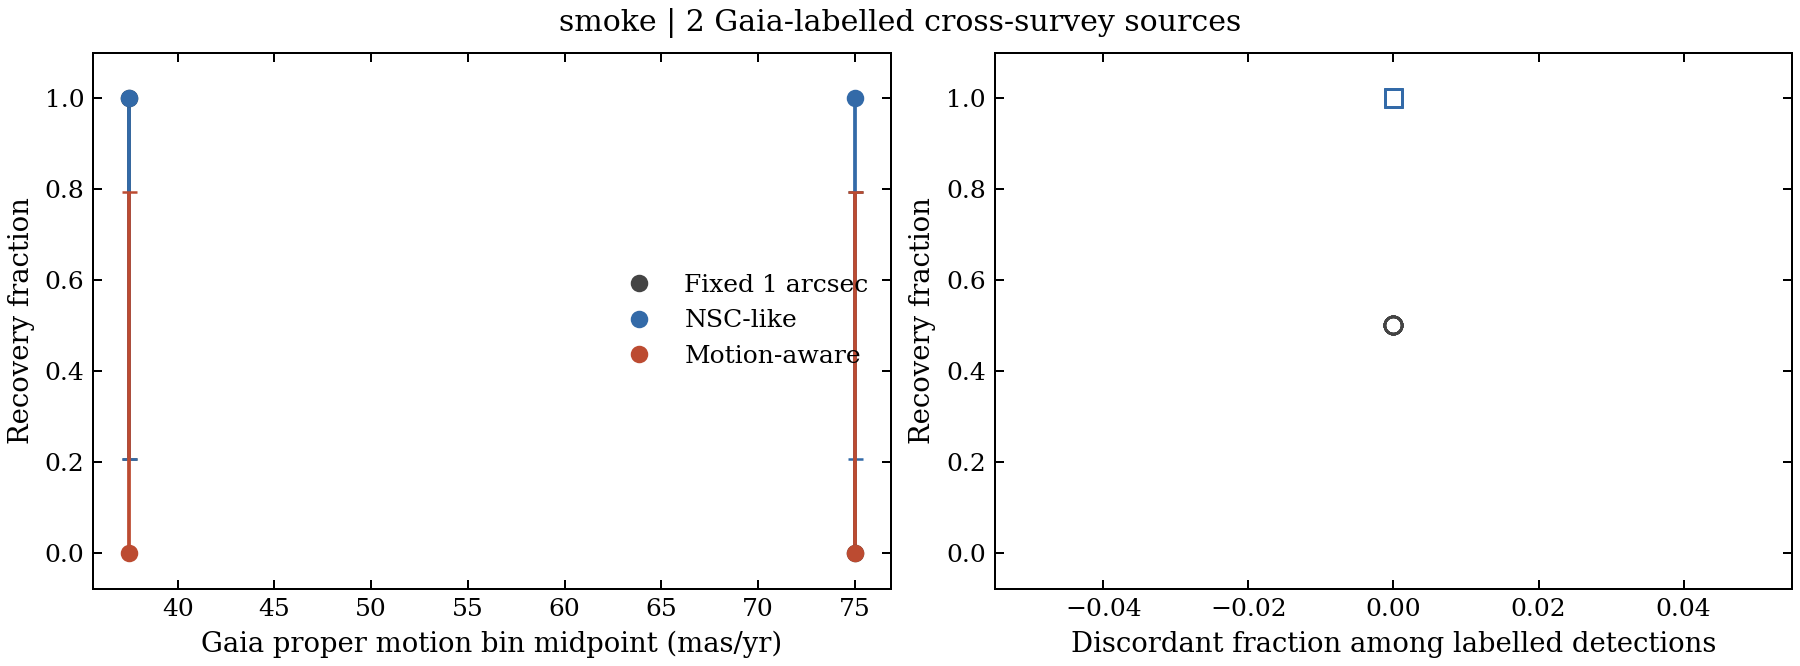 smoke | 2 Gaia-labelled cross-survey sources
1.0
0.8
0.6
0.4
0.2
0.0
Recovery fraction
Fixed 1 arcsec
NSC-like
Motion-aware
40 45 50 55 60 65 70 75
Gaia proper motion bin midpoint (mas/yr)
1.0
0.8
0.6
0.4
0.2
0.0
Recovery fraction
−0.04 −0.02 0.00 0.02 0.04
Discordant fraction among labelled detections